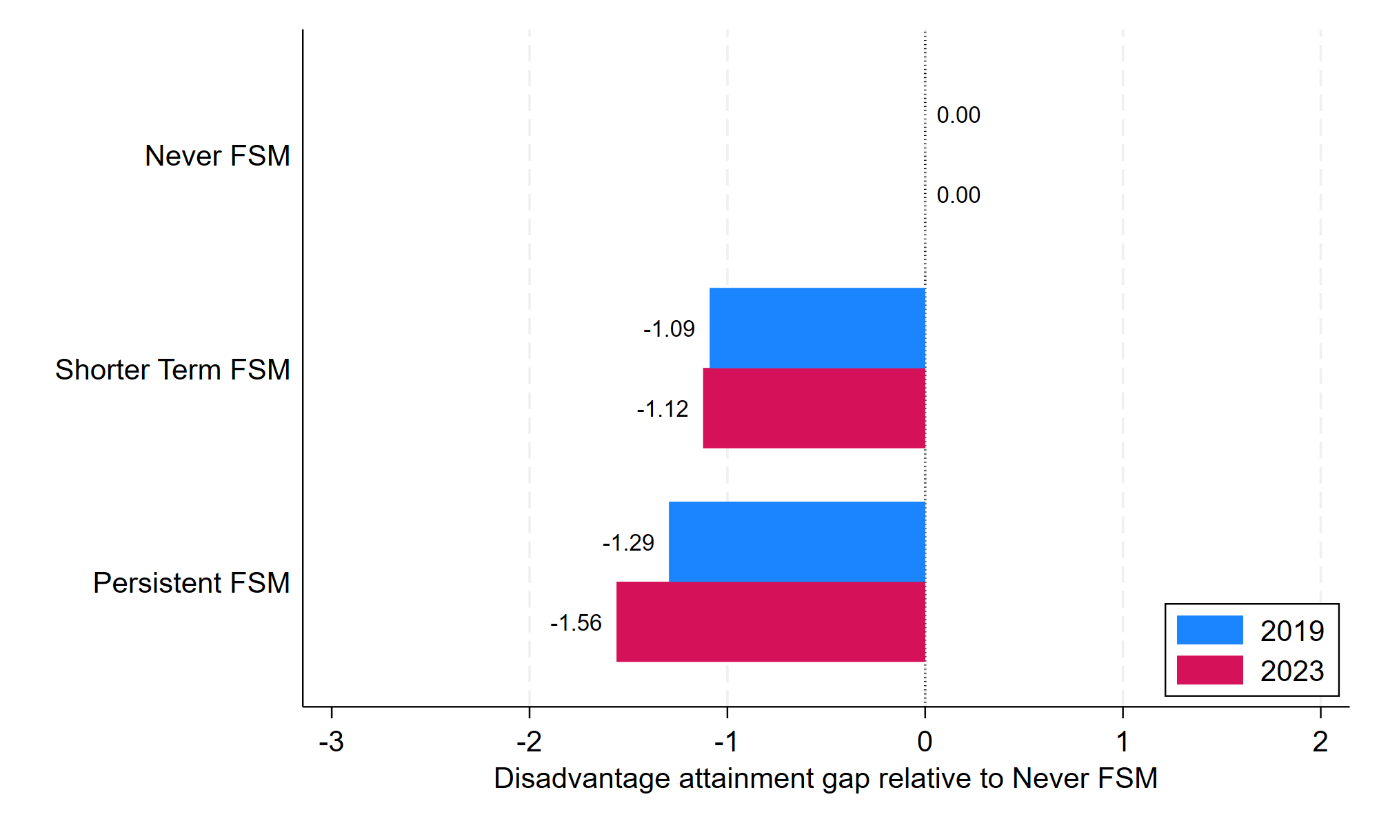 0.00
Never FSM
0.00
-1.09
Shorter Term FSM
-1.12
-1.29
Persistent FSM
-1.56
2019
2023
-3 -2 -1 0 1 2
Disadvantage attainment gap relative to Never FSM